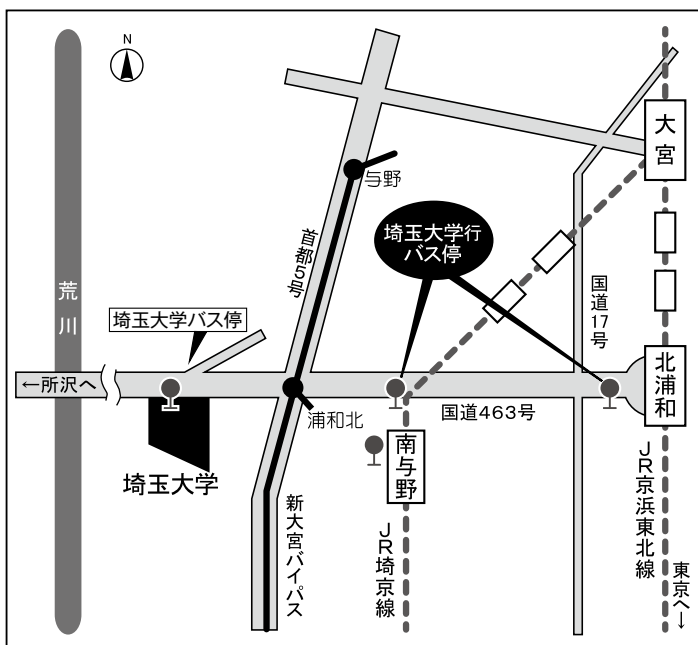 N
大宮
与野
埼玉大学行
バス停
首都5号
荒川
国道17号
埼玉大学バス停
←所沢へ
北浦和
浦和北
国道463号
南与野
埼玉大学
新大宮バイパス
JR埼京線
JR京浜東北線
東京へ→